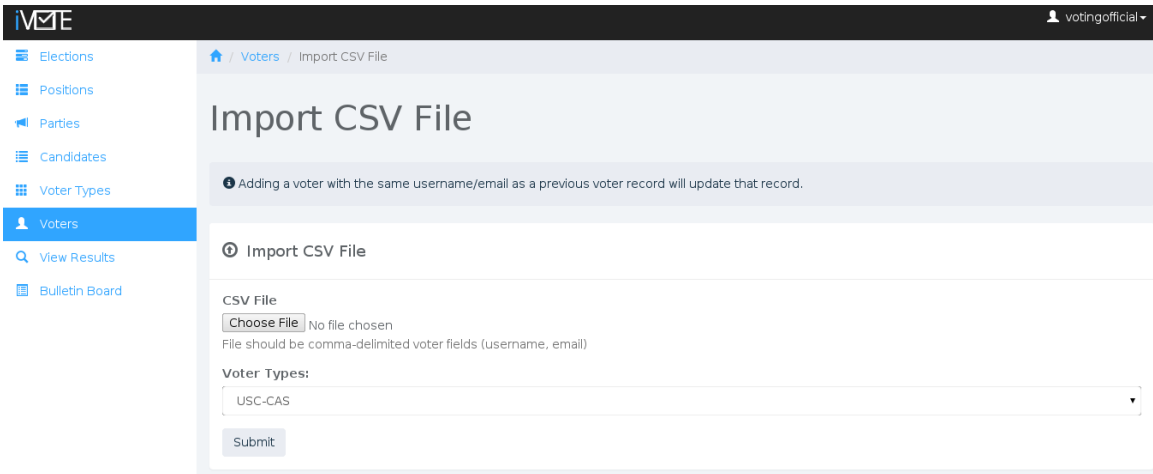 iVOTE
votingofficial
Elections
Positions
Parties
Candidates
Voter Types
Voters
View Results
Bulletin Board
/ Voters / Import CSV File
Import CSV File
Adding a voter with the same username/email as a previous voter record will update that record.
Import CSV File
CSV File
Choose File No file chosen
File should be comma-delimited voter fields (username, email)
Voter Types:
USC-CAS
Submit